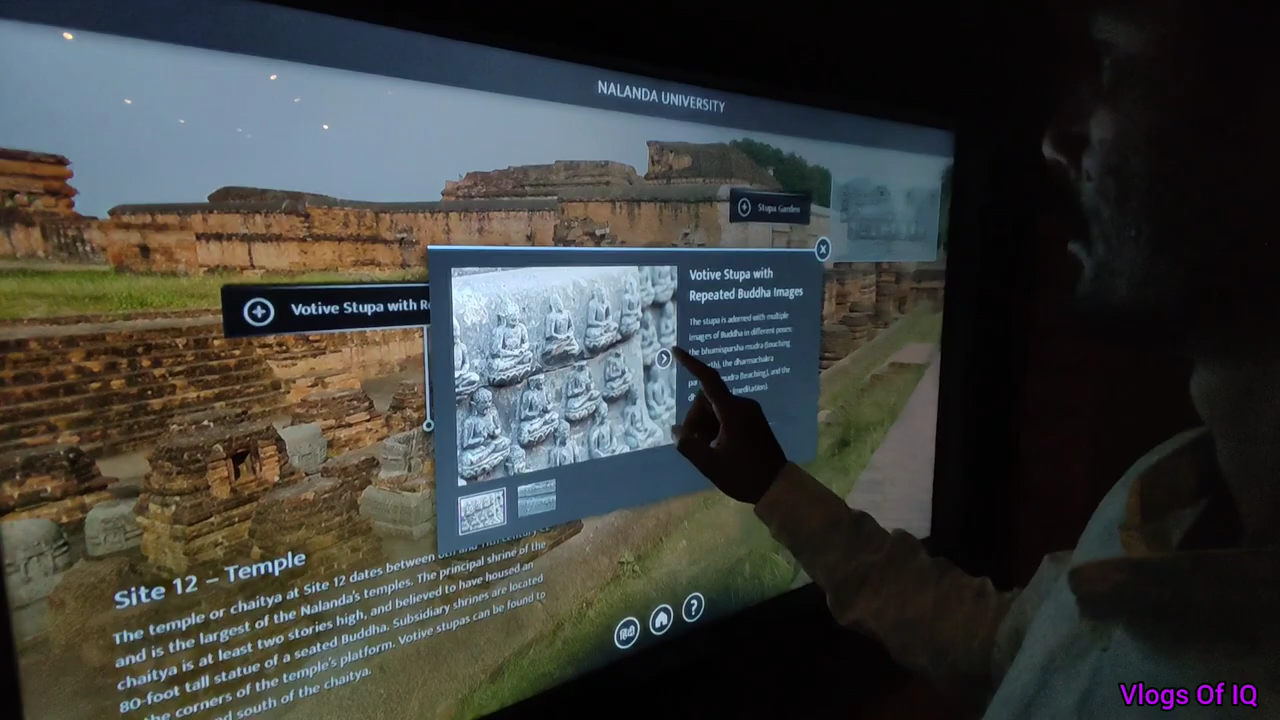 NALANDA UNIVERSITY
Stupa Garden
Votive Stupa with
Votive Stupa with
Repeated Buddha Images
The stupa is adorned with multiple
images of Buddha in different poses:
the bhumisparsha mudra (touching
the dharmachakra
mudra (teaching), and the
(meditation).
Site 12 – Temple
The temple or chaitya at Site 12 dates between
and is the largest of the Nalanda's temples. The principal shrine of the
chaitya is at least two stories high, and believed to have housed an
80-foot tall statue of a seated Buddha. Subsidiary shrines are located
the corners of the temple's platform. Votive stupas can be found to
south of the chaitya.
हिंदी
?
Vlogs Of IQ